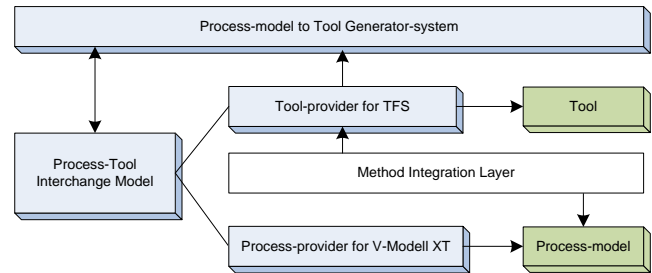 Process-model to Tool Generator-system
Tool-provider for TFS
Tool
Process-Tool
Interchange Model
Method Integration Layer
Process-provider for V-Modell XT
Process-model